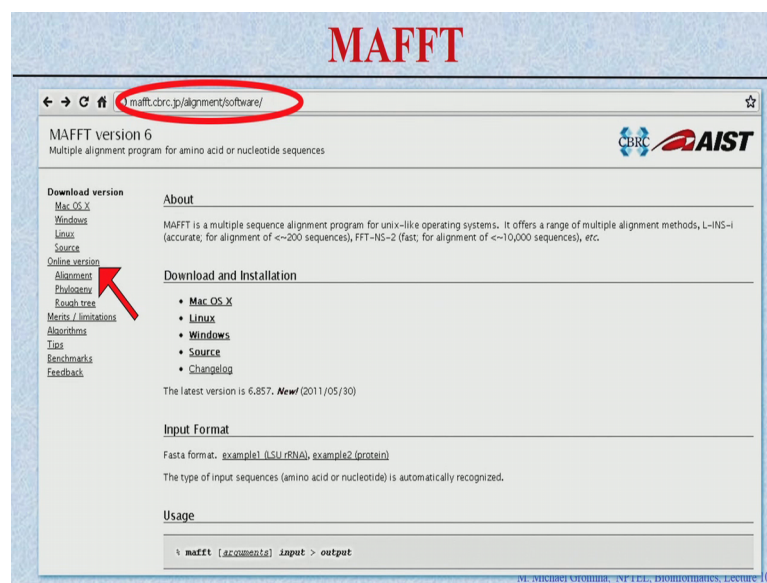 MAFFT
mafft.cbrc.jp/alignment/software/
MAFFT version 6
Multiple alignment program for amino acid or nucleotide sequences
CBRC AIST
Download version
Mac OS X
Windows
Linux
Source
Online version
Alignment
Phylogeny
Rough tree
Merits / limitations
Algorithms
Tips
Benchmarks
Feedback
About
MAFFT is a multiple sequence alignment program for unix-like operating systems. It offers a range of multiple alignment methods, L-INS-i
(accurate; for alignment of <~200 sequences), FFT-NS-2 (fast; for alignment of <~10,000 sequences), etc.
Download and Installation
• Mac OS X
• Linux
• Windows
• Source
• Changelog
The latest version is 6.857. New! (2011/05/30)
Input Format
Fasta format. example1 (LSU rRNA), example2 (protein)
The type of input sequences (amino acid or nucleotide) is automatically recognized.
Usage
% mafft [arguments] input > output
M. Michael Gromiha, NPTEL, Bioinformatics, Lecture